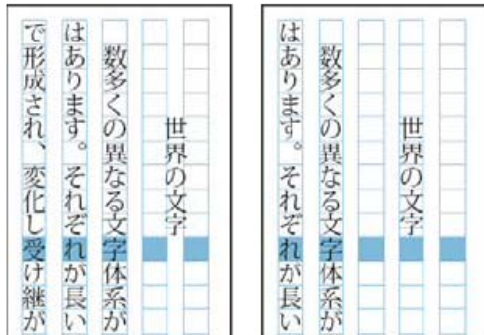 世界の文字
数多くの異なる文字体系が
はあります。それぞれが長い
で形成され、変化し受け継が
世界の文字
数多くの異なる文字体系が
はあります。それぞれが長い